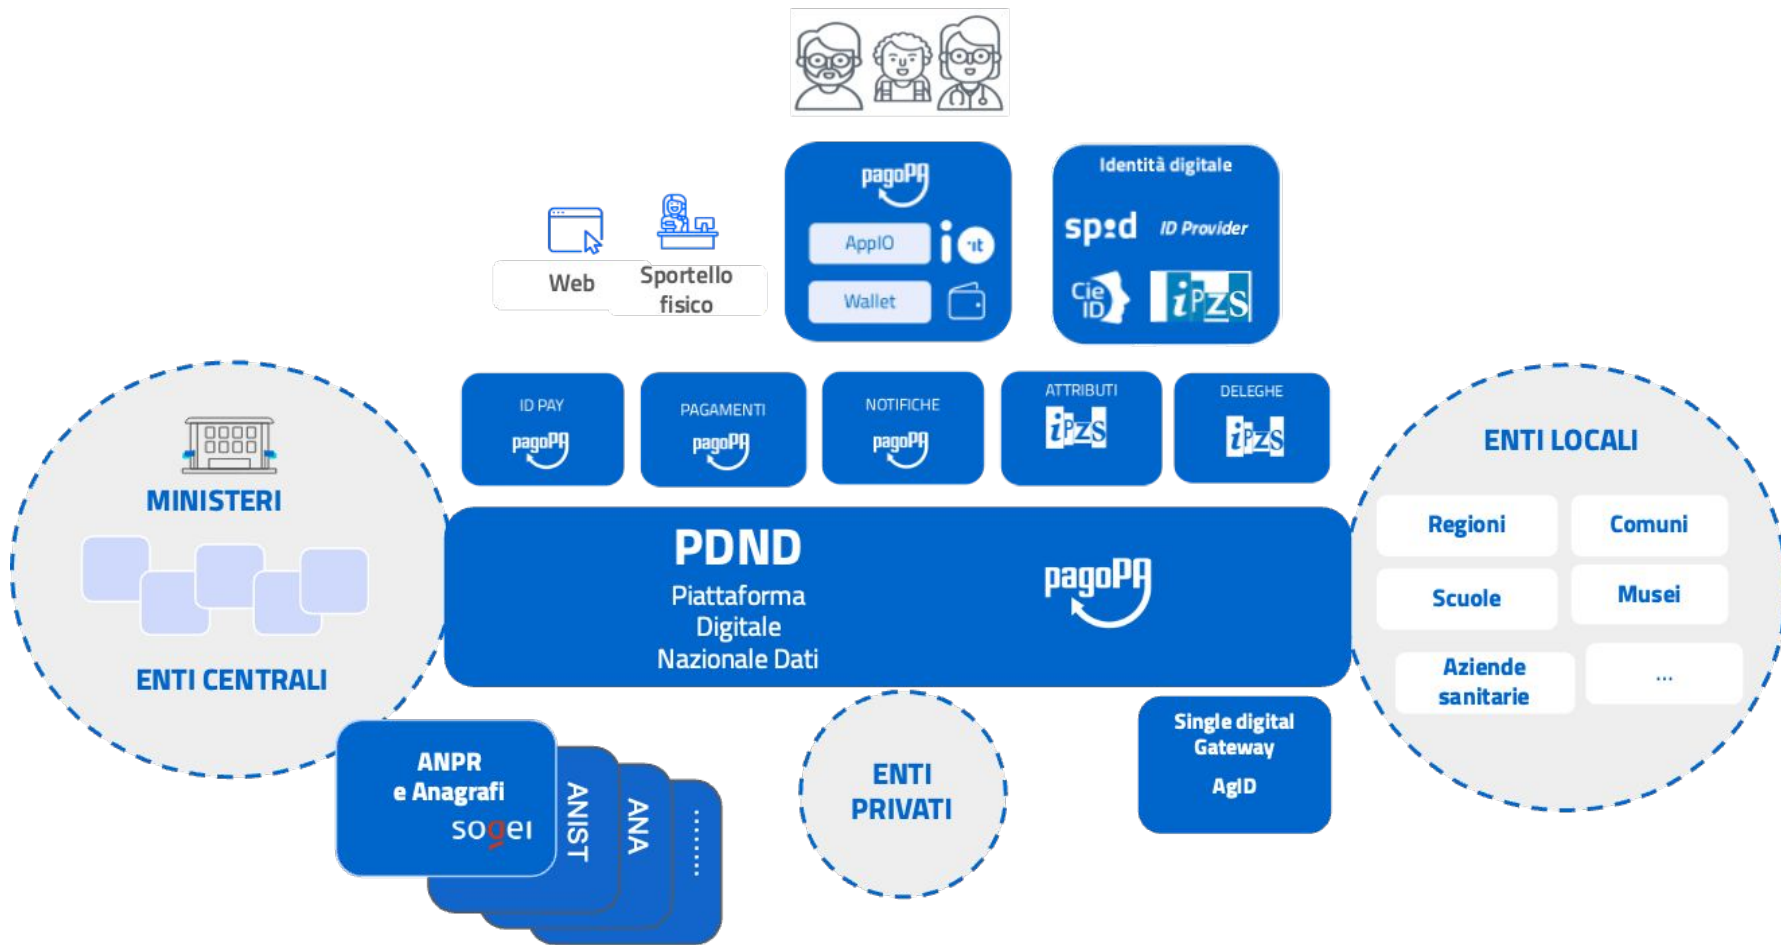 pagoPA
AppIO
io.it
Wallet
Identità digitale
sp:d
ID Provider
Cie
ID
iPZS
Web
Sportello
fisico
ID PAY
pagoPA
PAGAMENTI
pagoPA
NOTIFICHE
pagoPA
ATTRIBUTI
iPZS
DELEGHE
iPZS
MINISTERI
ENTI CENTRALI
PDND
Piattaforma
Digitale
Nazionale Dati
pagoPA
ENTI LOCALI
Regioni
Comuni
Scuole
Musei
Aziende
sanitarie
...
ANPR
e Anagrafi
sogei
ANIST
ANA
........
ENTI
PRIVATI
Single digital
Gateway
AgID